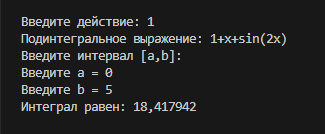 Введите действие: 1
Подинтегральное выражение: 1+x+sin(2x)
Введите интервал [a,b]:
Введите a = 0
Введите b = 5
Интеграл равен: 18,417942